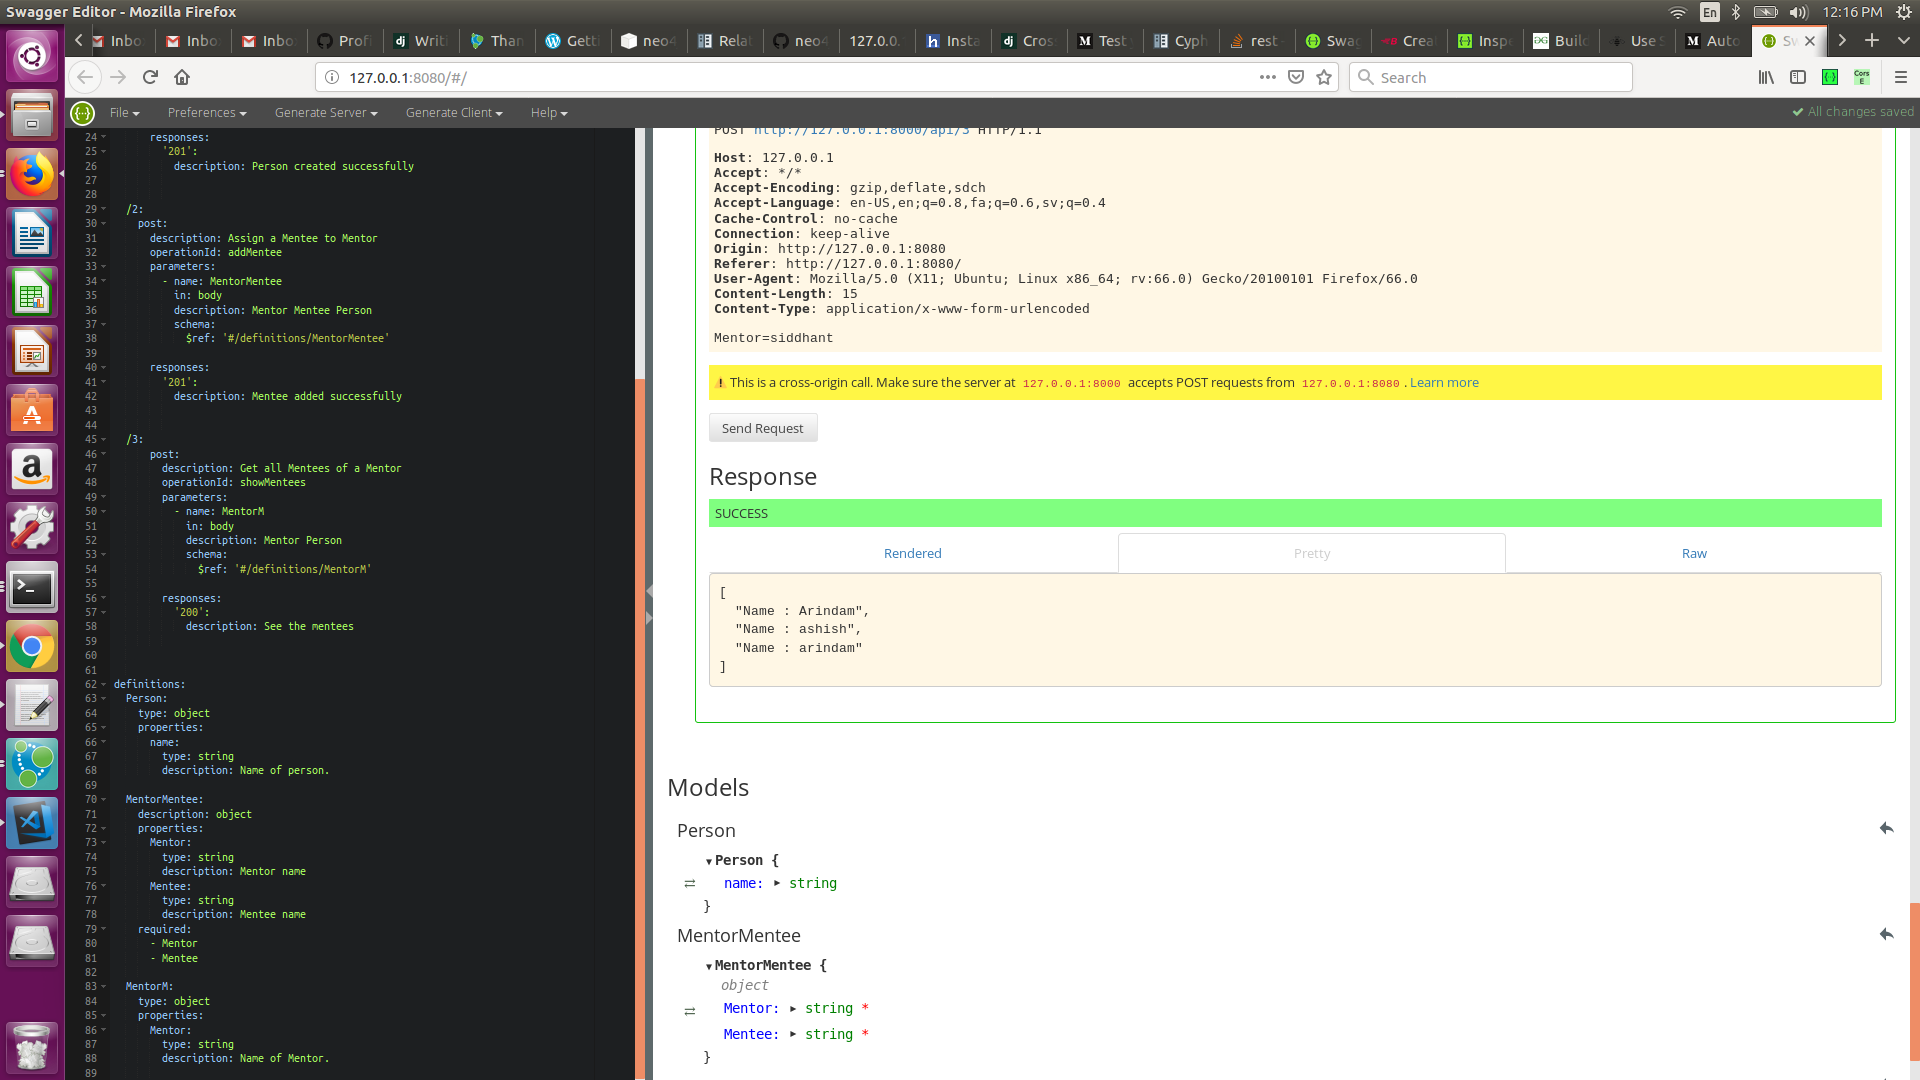 Swagger Editor - Mozilla Firefox
En
12:16 PM
Inbo
Inbo
Inbo
Profi
Writi
Than
Getti
neo4
Relat
neo4
127.0.0.
Insta
Cros
Test
Cyph
rest
Swag
Crea
Inspe
Build
Use S
Auto
Sw
127.0.0.1:8080/#/
Search
Cors
E
File
Preferences
Generate Server
Generate Client
Help
All changes saved
24 responses:
25 '201':
26 description: Person created successfully
27
28
29 /2:
30 post:
31 description: Assign a Mentee to Mentor
32 operationId: addMentee
33 parameters:
34 - name: MentorMentee
35 in: body
36 description: Mentor Mentee Person
37 schema:
38 $ref: '#/definitions/MentorMentee'
39
40 responses:
41 '201':
42 description: Mentee added successfully
43
44
45 /3:
46 post:
47 description: Get all Mentees of a Mentor
48 operationId: showMentees
49 parameters:
50 - name: MentorM
51 in: body
52 description: Mentor Person
53 schema:
54 $ref: '#/definitions/MentorM'
55
56 responses:
57 '200':
58 description: See the mentees
59
60
61
62 definitions:
63 Person:
64 type: object
65 properties:
66 name:
67 type: string
68 description: Name of person.
69
70 MentorMentee:
71 description: object
72 properties:
73 Mentor:
74 type: string
75 description: Mentor name
76 Mentee:
77 type: string
78 description: Mentee name
79 required:
80 - Mentor
81 - Mentee
82
83 MentorM:
84 type: object
85 properties:
86 Mentor:
87 type: string
88 description: Name of Mentor.
89
POST http://127.0.0.1:8000/api/3 HTTP/1.1
Host: 127.0.0.1
Accept: */*
Accept-Encoding: gzip,deflate,sdch
Accept-Language: en-US,en;q=0.8,fa;q=0.6,sv;q=0.4
Cache-Control: no-cache
Connection: keep-alive
Origin: http://127.0.0.1:8080
Referer: http://127.0.0.1:8080/
User-Agent: Mozilla/5.0 (X11; Ubuntu; Linux x86_64; rv:66.0) Gecko/20100101 Firefox/66.0
Content-Length: 15
Content-Type: application/x-www-form-urlencoded
Mentor=siddhant
This is a cross-origin call. Make sure the server at 127.0.0.1:8000 accepts POST requests from 127.0.0.1:8080 . Learn more
Send Request
Response
SUCCESS
Rendered
Pretty
Raw
[
"Name : Arindam",
"Name : ashish",
"Name : arindam"
]
Models
Person
Person {
name: string
}
MentorMentee
MentorMentee {
object
Mentor: string *
Mentee: string *
}